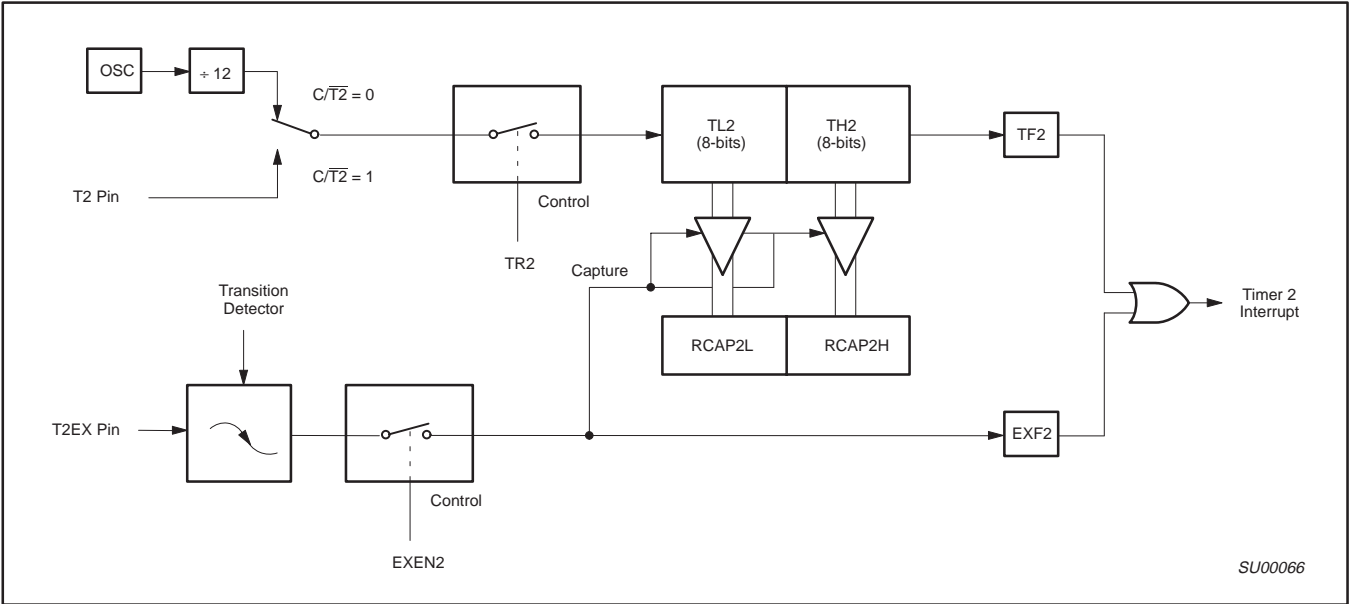 OSC
÷ 12
C/T2̅ = 0
C/T2̅ = 1
T2 Pin
Control
TR2
TL2
(8-bits)
TH2
(8-bits)
TF2
Capture
Transition
Detector
RCAP2L
RCAP2H
Timer 2
Interrupt
T2EX Pin
EXF2
Control
EXEN2
SU00066